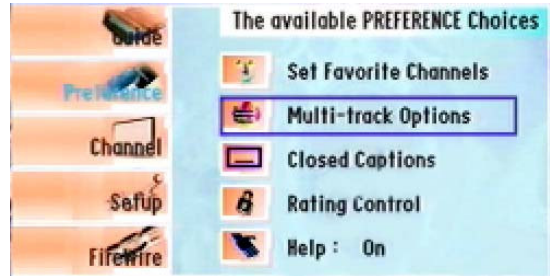 Guide
The available PREFERENCE Choices
Preference
Set Favorite Channels
Multi-track Options
Channel
Closed Captions
Setup
Rating Control
FireWire
Help : On